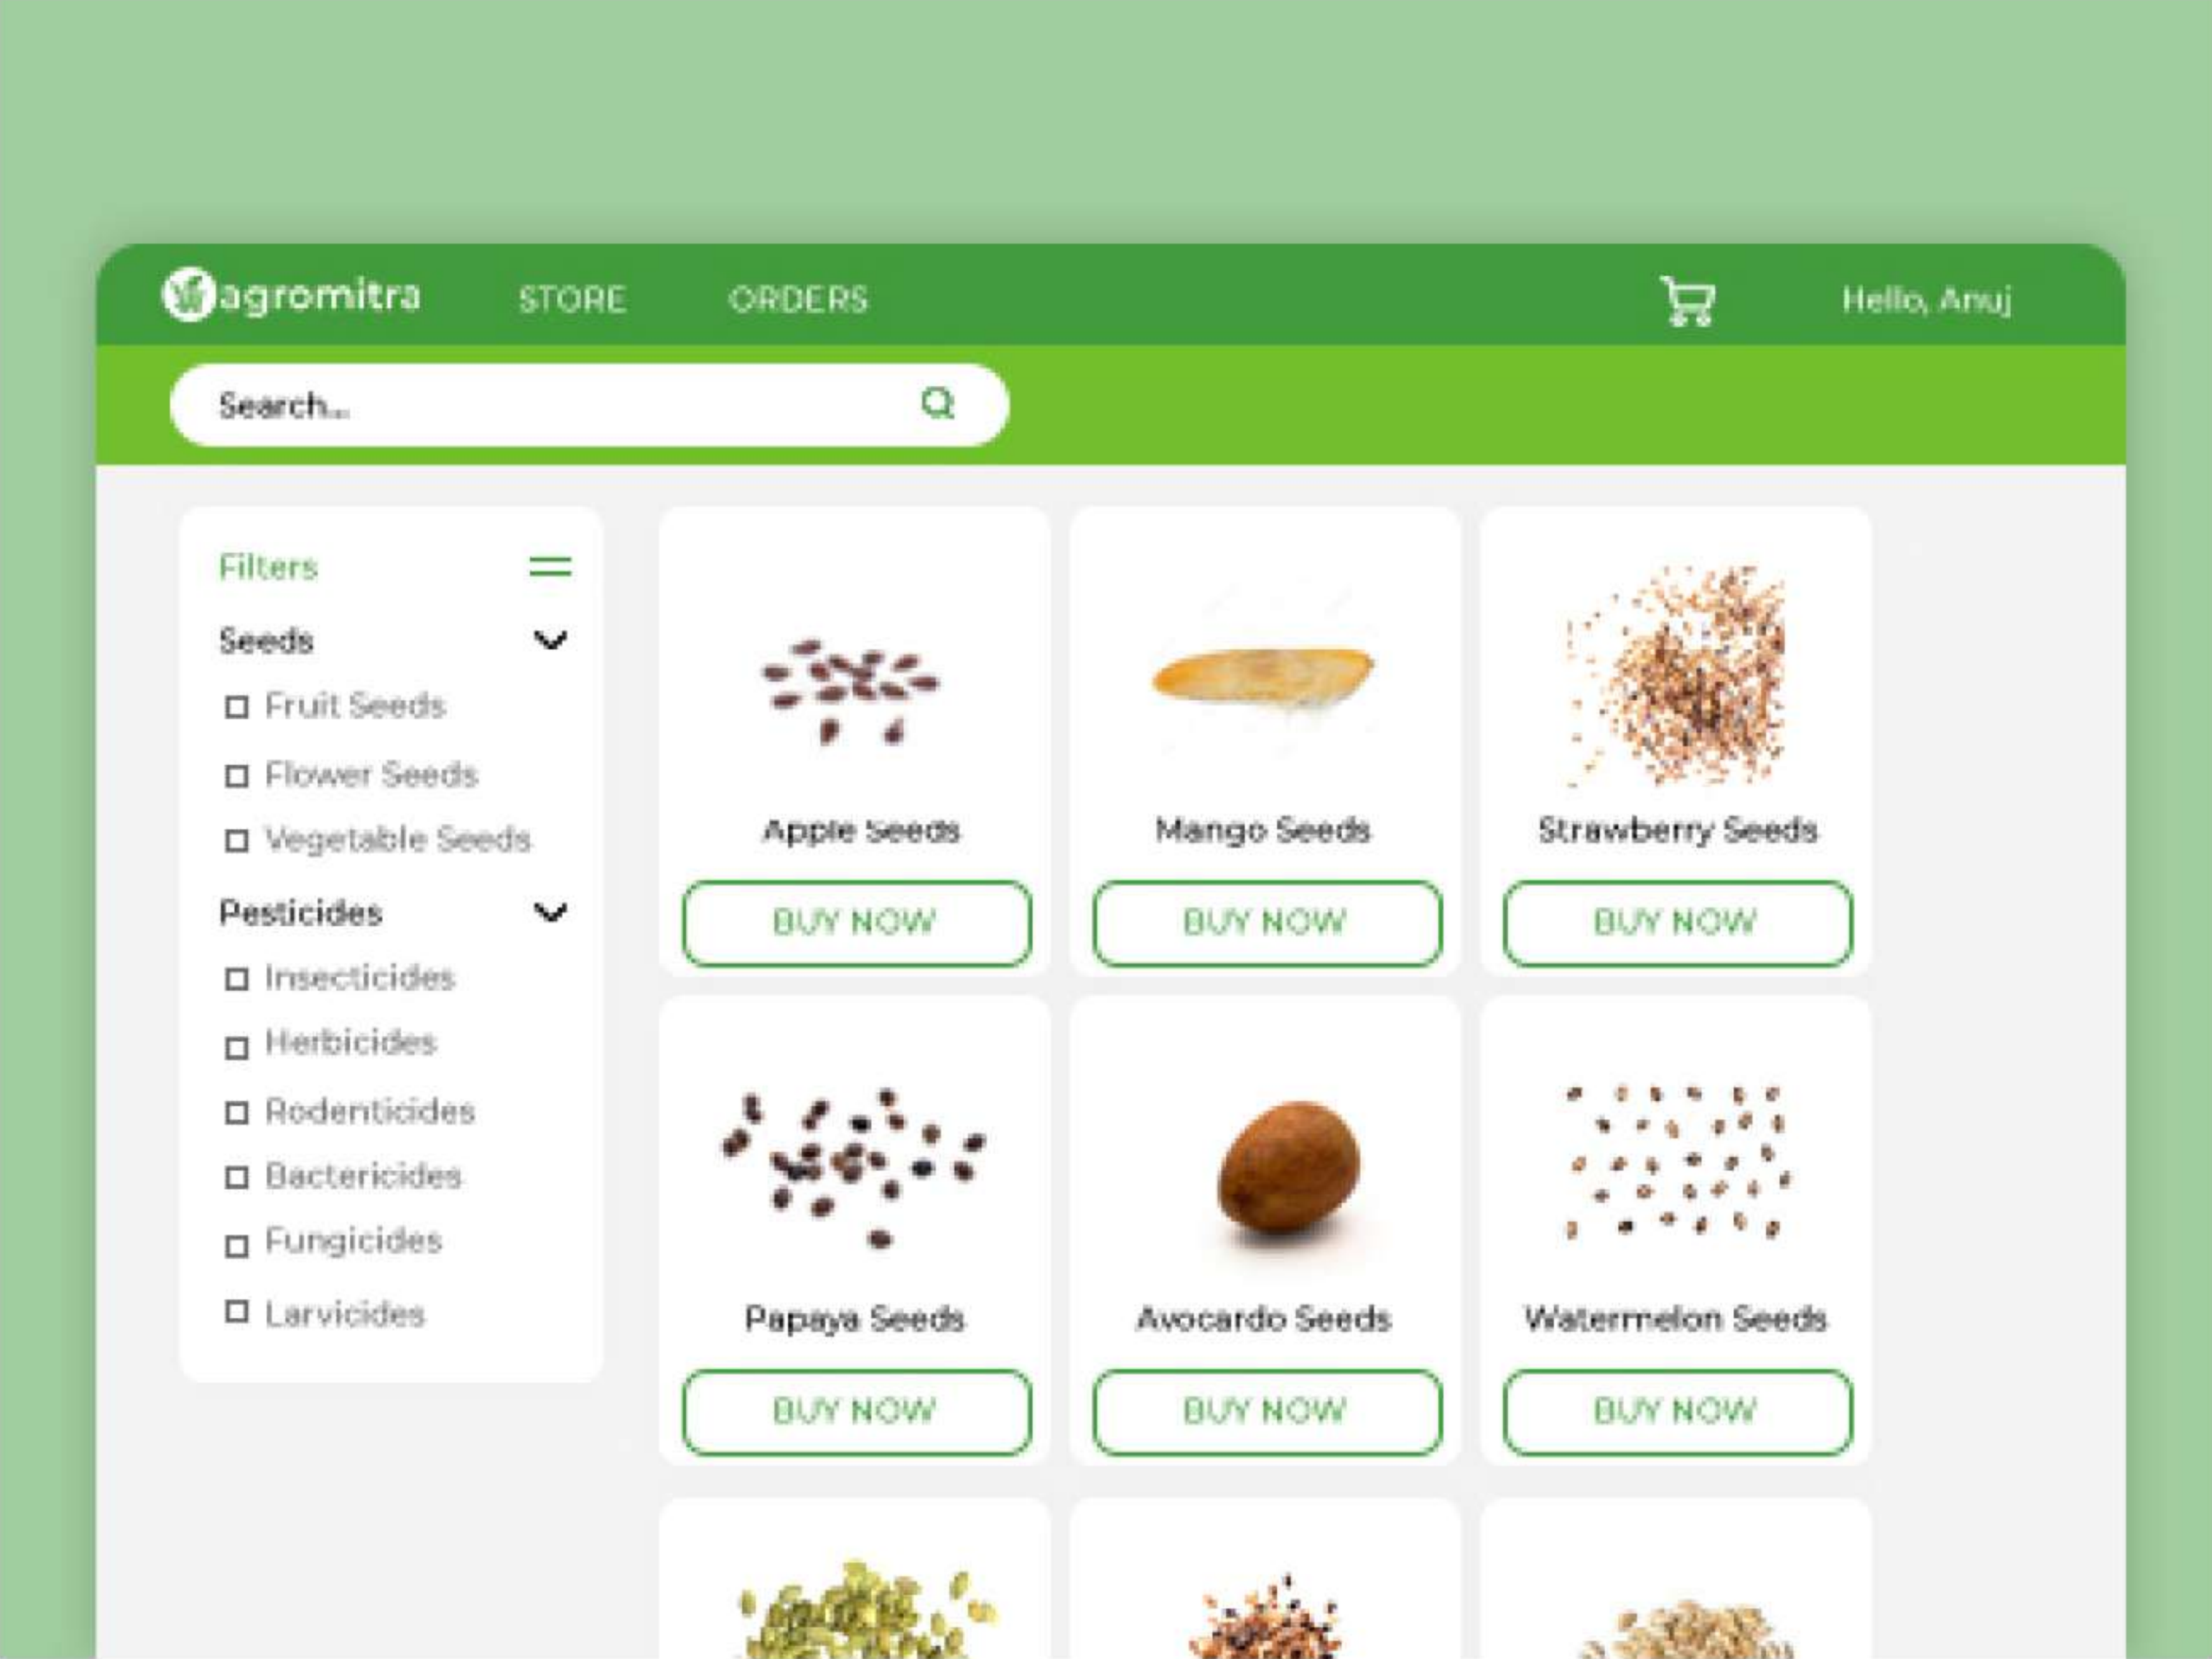 agromitra STORE ORDERS Hello, Anuj
Search...
Filters
Seeds
Fruit Seeds
Flower Seeds
Vegetable Seeds
Pesticides
Insecticides
Herbicides
Rodenticides
Bactericides
Fungicides
Larvicides
Apple Seeds
BUY NOW
Mango Seeds
BUY NOW
Strawberry Seeds
BUY NOW
Papaya Seeds
BUY NOW
Avocardo Seeds
BUY NOW
Watermelon Seeds
BUY NOW